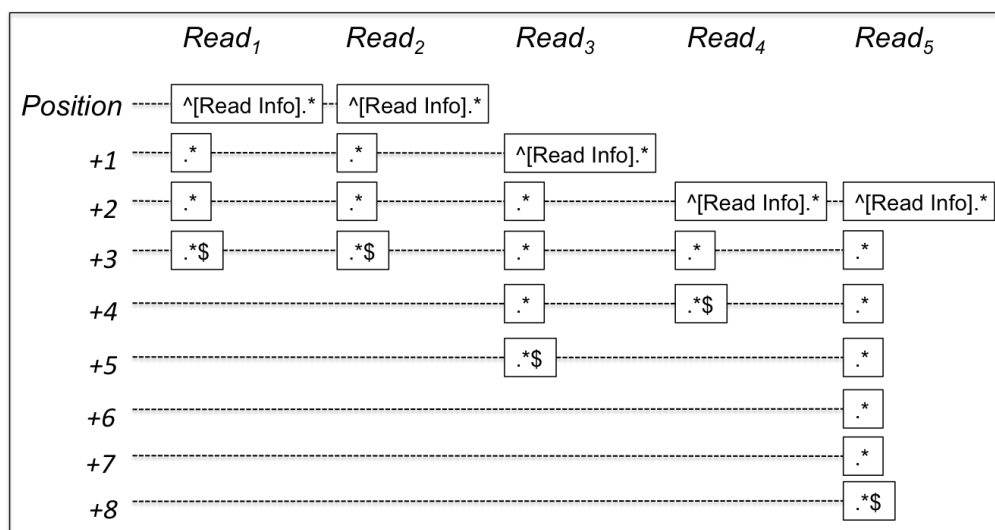 Read₁ Read₂ Read₃ Read₄ Read₅
Position ^[Read Info].* ^[Read Info].*
+1 .* .* ^[Read Info].*
+2 .* .* .* ^[Read Info].* ^[Read Info].*
+3 .*$ .*$ .* .* .*
+4 .* .*$ .*
+5 .*$ .*
+6 .*
+7 .*
+8 .*$